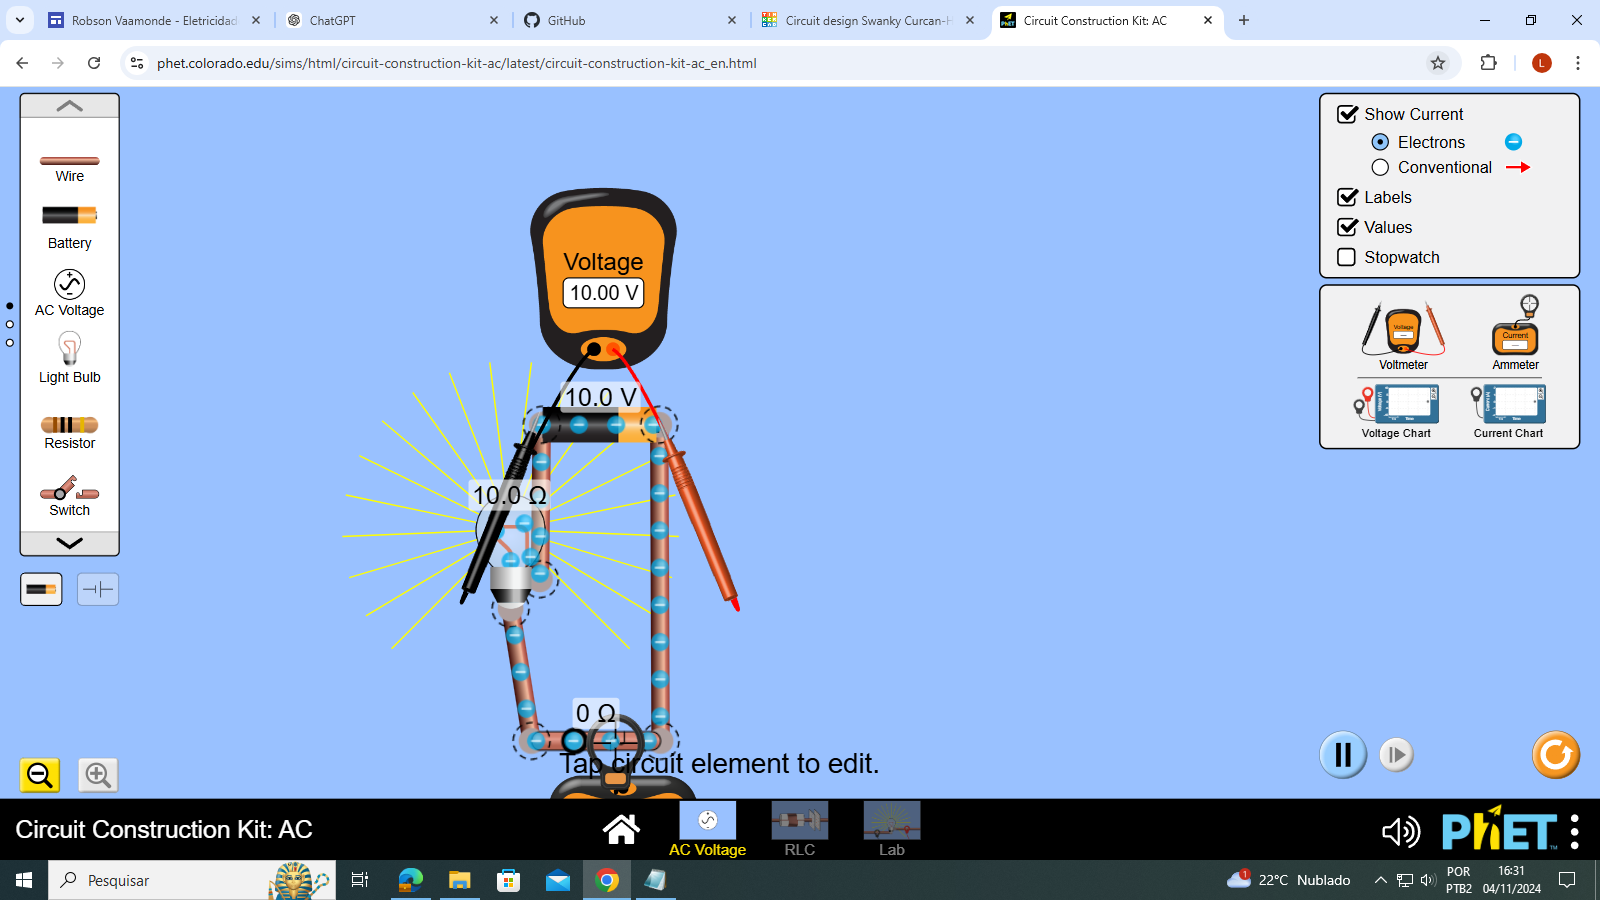 Robson Vaamonde - Eletricidad
ChatGPT
GitHub
Circuit design Swanky Curcan-H
Circuit Construction Kit: AC
phet.colorado.edu/sims/html/circuit-construction-kit-ac/latest/circuit-construction-kit-ac_en.html
L
Wire
Battery
AC Voltage
Light Bulb
Resistor
Switch
Voltage
10.00 V
10.0 V
10.0 Ω
0 Ω
Tap circuit element to edit.
Show Current
Electrons
Conventional
Labels
Values
Stopwatch
Voltage
Current
Voltmeter
Ammeter
Voltage Chart
Current Chart
Circuit Construction Kit: AC
AC Voltage
RLC
Lab
PhET
Pesquisar
1
22°C Nublado
POR
PTB2
16:31
04/11/2024